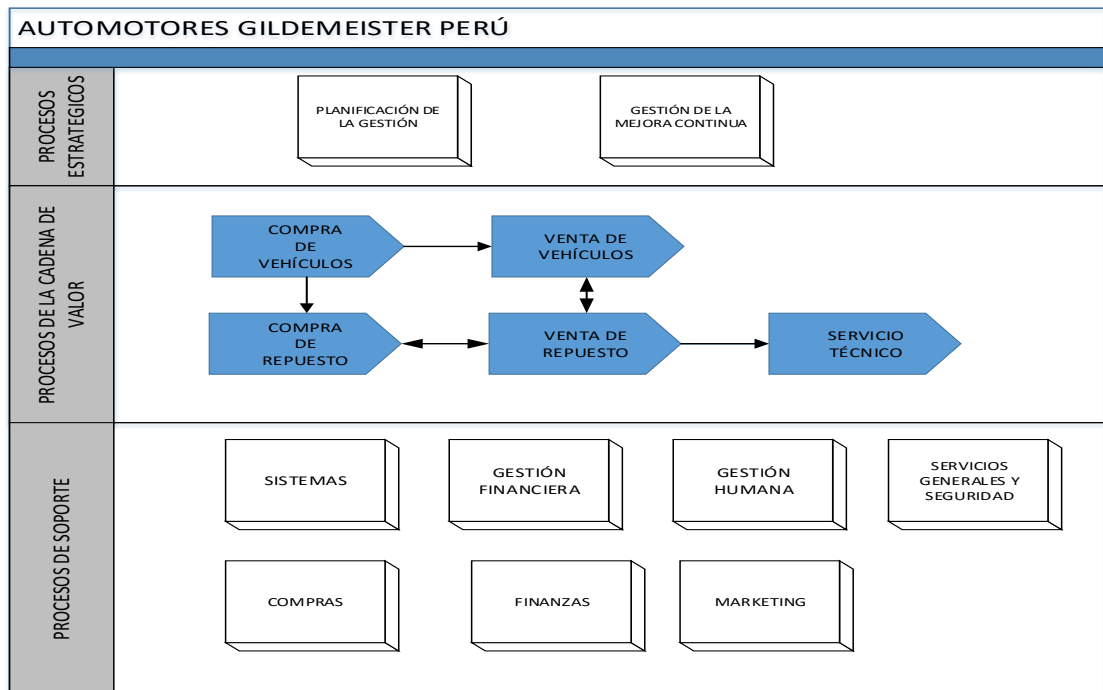 AUTOMOTORES GILDEMEISTER PERÚ
PROCESOS
ESTRATEGICOS
PLANIFICACIÓN DE
LA GESTIÓN
GESTIÓN DE LA
MEJORA CONTINUA
PROCESOS DE LA CADENA DE
VALOR
COMPRA
DE
VEHÍCULOS
VENTA DE
VEHÍCULOS
COMPRA
DE
REPUESTO
VENTA DE
REPUESTO
SERVICIO
TÉCNICO
PROCESOS DE SOPORTE
SISTEMAS
GESTIÓN
FINANCIERA
GESTIÓN
HUMANA
SERVICIOS
GENERALES Y
SEGURIDAD
COMPRAS
FINANZAS
MARKETING